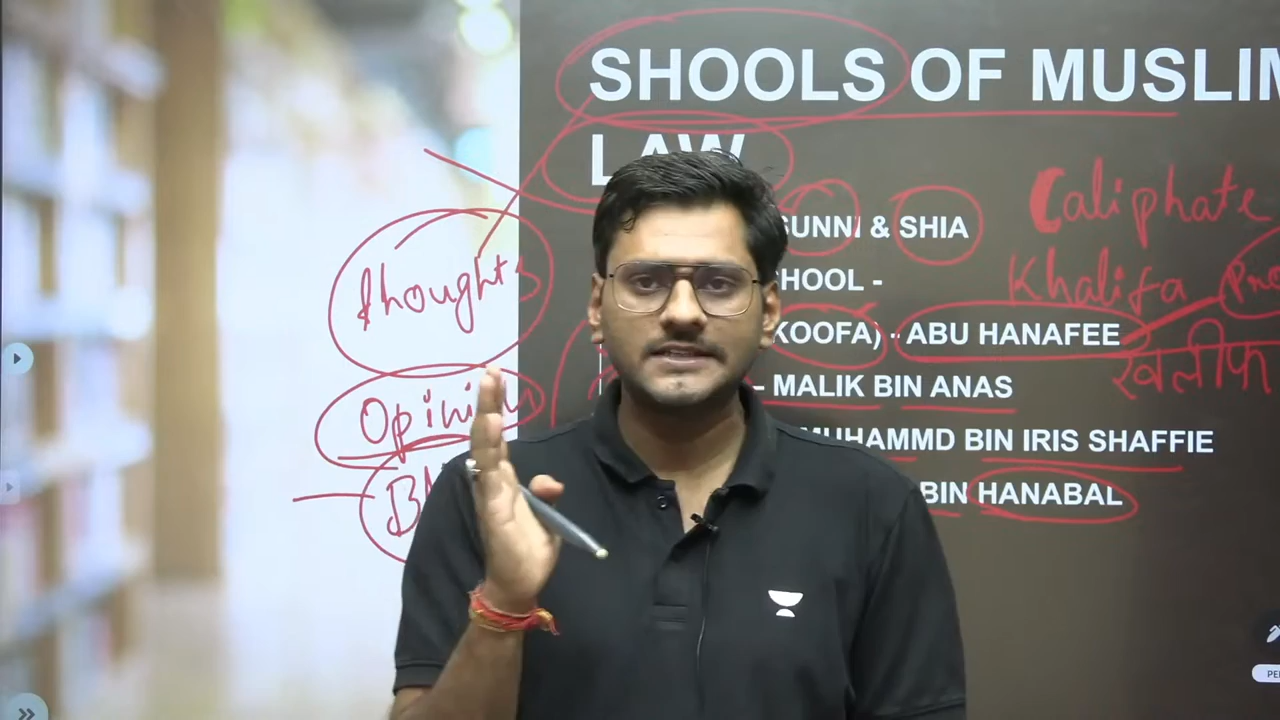 SHOOLS OF MUSLIM
LAW
SUNNI & SHIA
HOOL -
KOOFA) - ABU HANAFEE
- MALIK BIN ANAS
MUHAMMD BIN IRIS SHAFFIE
BIN HANABAL
Caliphate
Khalifa
खलीफा
thoughts
Opinion